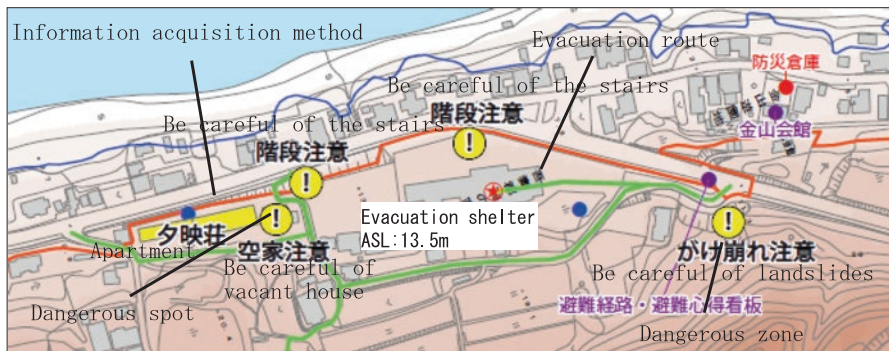 Information acquisition method
Evacuation route
防災倉庫
Be careful of the stairs
階段注意
金山会館
Be careful of the stairs
階段注意
Evacuation shelter
ASL:13.5m
夕映荘
Apartment
空家注意
がけ崩れ注意
Be careful of
vacant house
Be careful of landslides
避難経路・避難心得看板
Dangerous spot
Dangerous zone